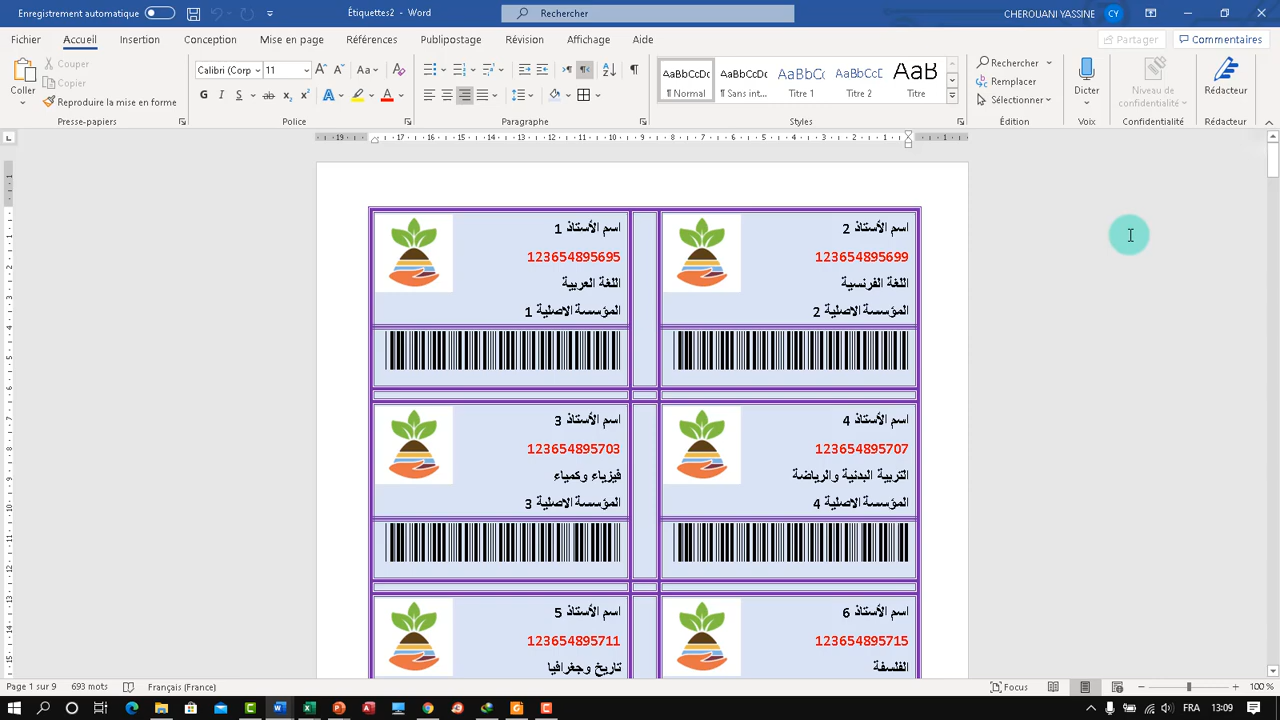 Enregistrement automatique
Étiquettes2 - Word
Rechercher
CHEROUANI YASSINE
CY
Fichier
Accueil
Insertion
Conception
Mise en page
Références
Publipostage
Révision
Affichage
Aide
Partager
Commentaires
Coller
Couper
Copier
Reproduire la mise en forme
Presse-papiers
Calibri (Corp
11
Police
Paragraphe
AaBbCcDc
¶ Normal
AaBbCcDc
¶ Sans int...
AaBbCc
Titre 1
AaBbCcD
Titre 2
AaB
Titre
Styles
Rechercher
Remplacer
Sélectionner
Édition
Dicter
Voix
Niveau de confidentialité
Confidentialité
Rédacteur
Rédacteur
اسم الأستاذ 1
123654895695
اللغة العربية
المؤسسة الاصلية 1
اسم الأستاذ 2
123654895699
اللغة الفرنسية
المؤسسة الاصلية 2
اسم الأستاذ 3
123654895703
فيزياء وكمياء
المؤسسة الاصلية 3
اسم الأستاذ 4
123654895707
التربية البدنية والرياضة
المؤسسة الاصلية 4
اسم الأستاذ 5
123654895711
تاريخ وجغرافيا
اسم الأستاذ 6
123654895715
الفلسفة
Page 1 sur 9
693 mots
Français (France)
Focus
100 %
FRA
13:09